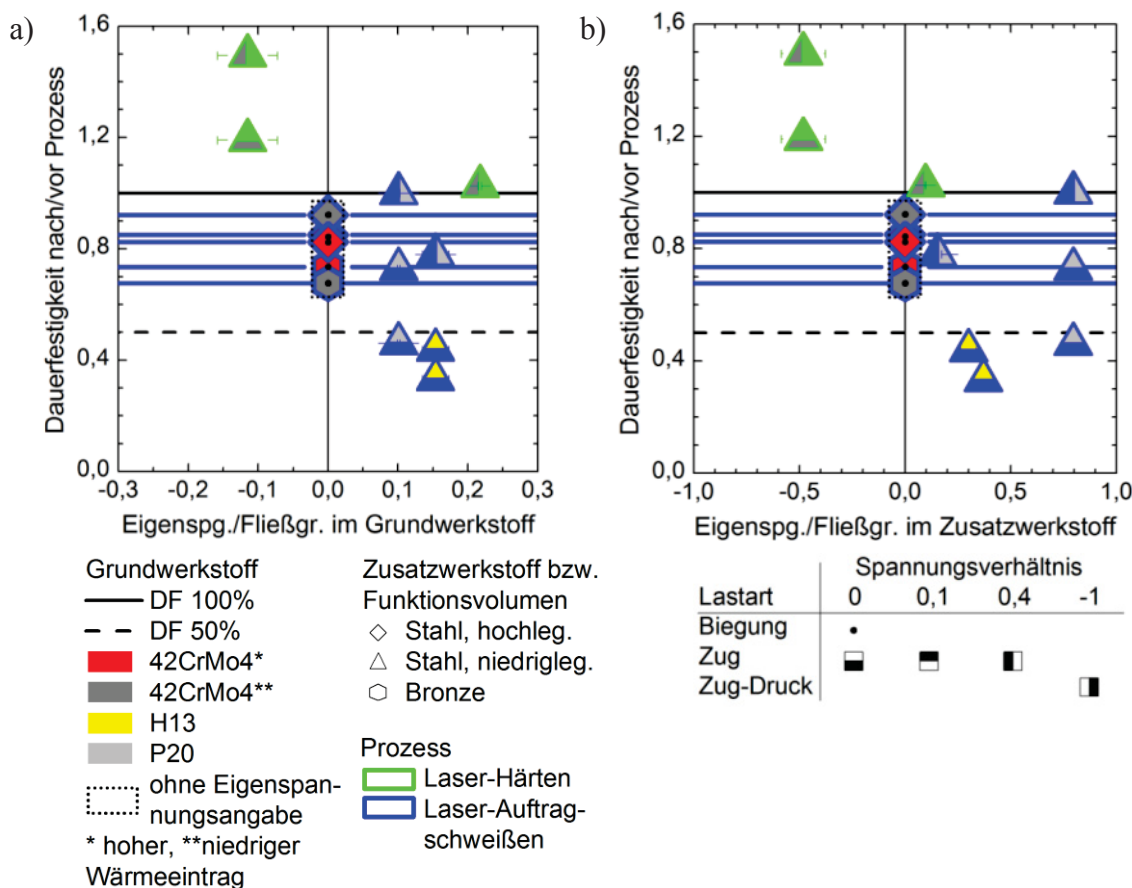 a)
1,6
1,2
0,8
0,4
0,0
Dauerfestigkeit nach/vor Prozess
-0,3 -0,2 -0,1 0,0 0,1 0,2 0,3
Eigenspg./Fließgr. im Grundwerkstoff
b)
1,6
1,2
0,8
0,4
0,0
Dauerfestigkeit nach/vor Prozess
-1,0 -0,5 0,0 0,5 1,0
Eigenspg./Fließgr. im Zusatzwerkstoff
Grundwerkstoff
DF 100%
DF 50%
42CrMo4*
42CrMo4**
H13
P20
ohne Eigenspan-
nungsangabe
* hoher, **niedriger
Wärmeeintrag
Zusatzwerkstoff bzw.
Funktionsvolumen
Stahl, hochleg.
Stahl, niedrigleg.
Bronze
Prozess
Laser-Härten
Laser-Auftrag-
schweißen
Spannungsverhältnis
Lastart 0 0,1 0,4 -1
Biegung
Zug
Zug-Druck